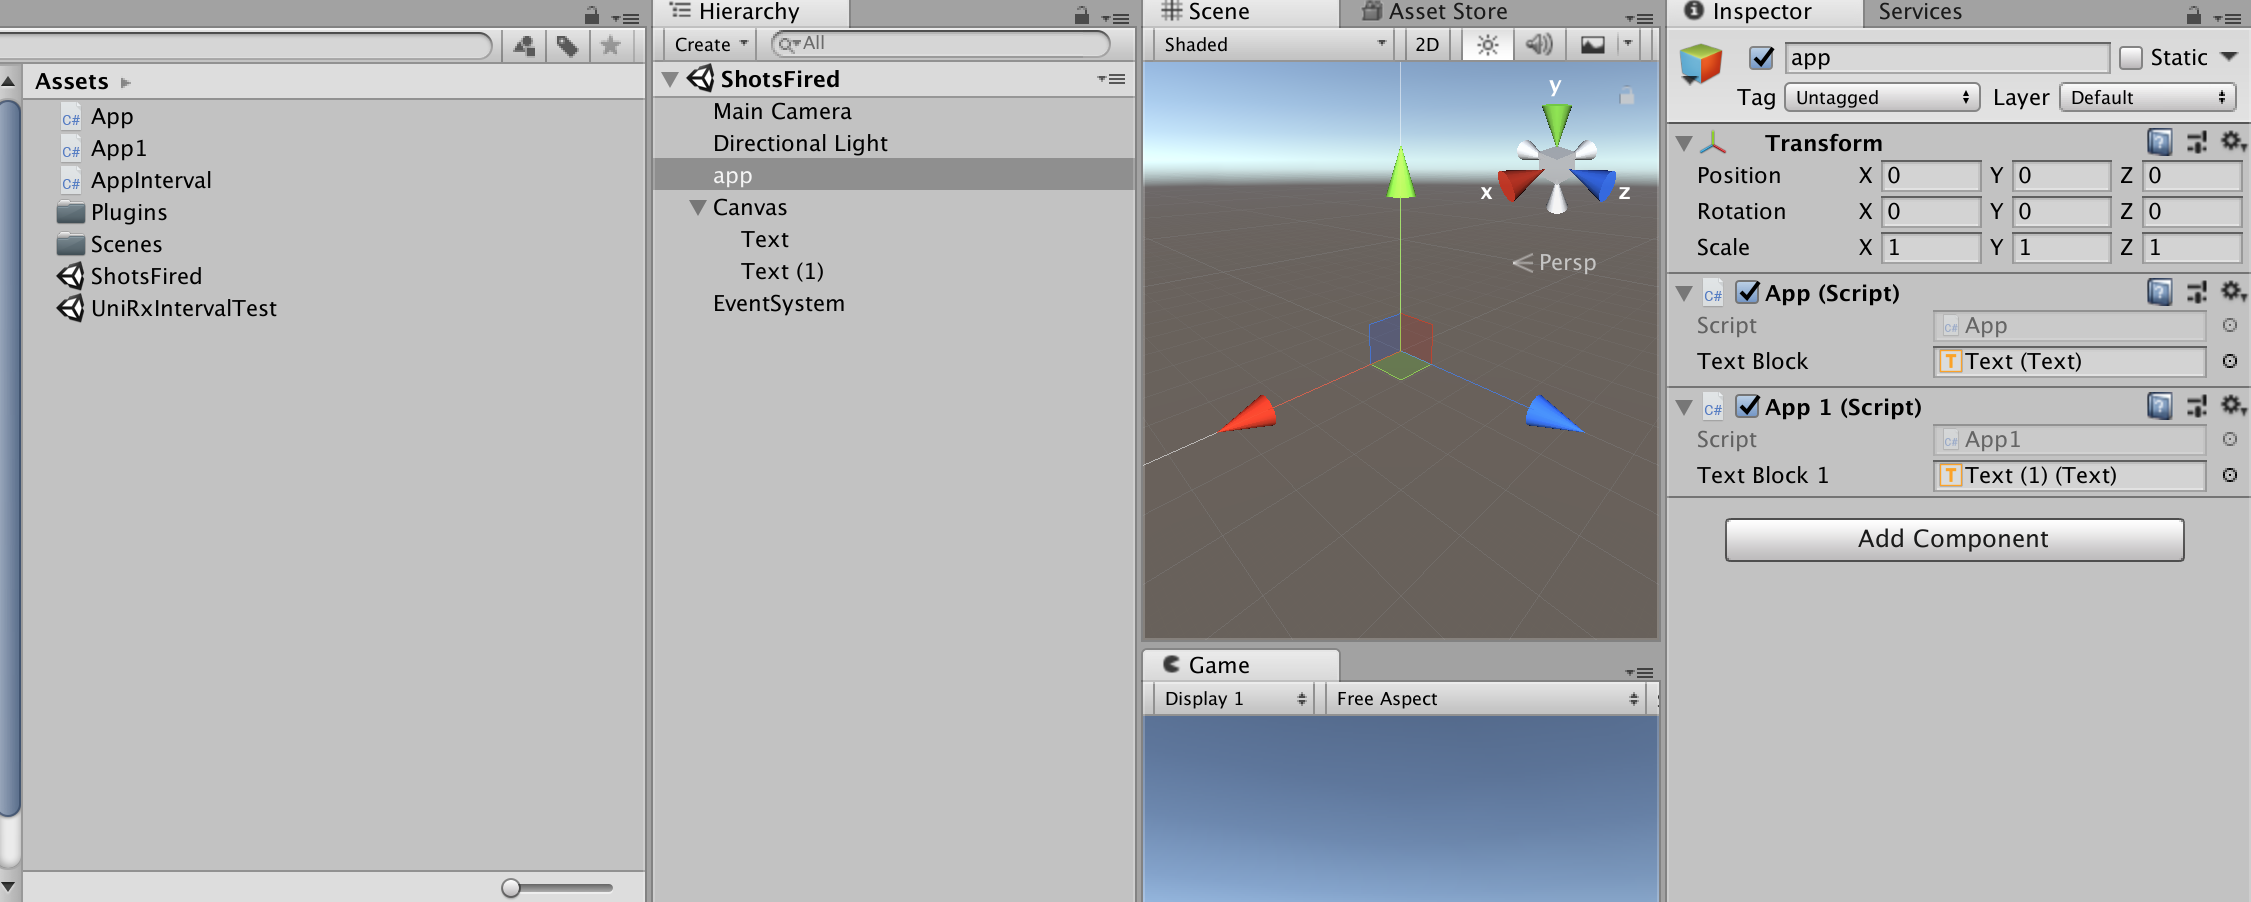 Assets
C# App
C# App1
C# AppInterval
Plugins
Scenes
ShotsFired
UniRxIntervalTest
Hierarchy
Create
All
ShotsFired
Main Camera
Directional Light
app
Canvas
Text
Text (1)
EventSystem
Scene
Asset Store
Shaded
2D
y
x
z
Persp
Game
Display 1
Free Aspect
Inspector
Services
app
Static
Tag Untagged Layer Default
Transform
Position X 0 Y 0 Z 0
Rotation X 0 Y 0 Z 0
Scale X 1 Y 1 Z 1
C# App (Script)
Script C# App
Text Block T Text (Text)
C# App 1 (Script)
Script C# App1
Text Block 1 T Text (1) (Text)
Add Component